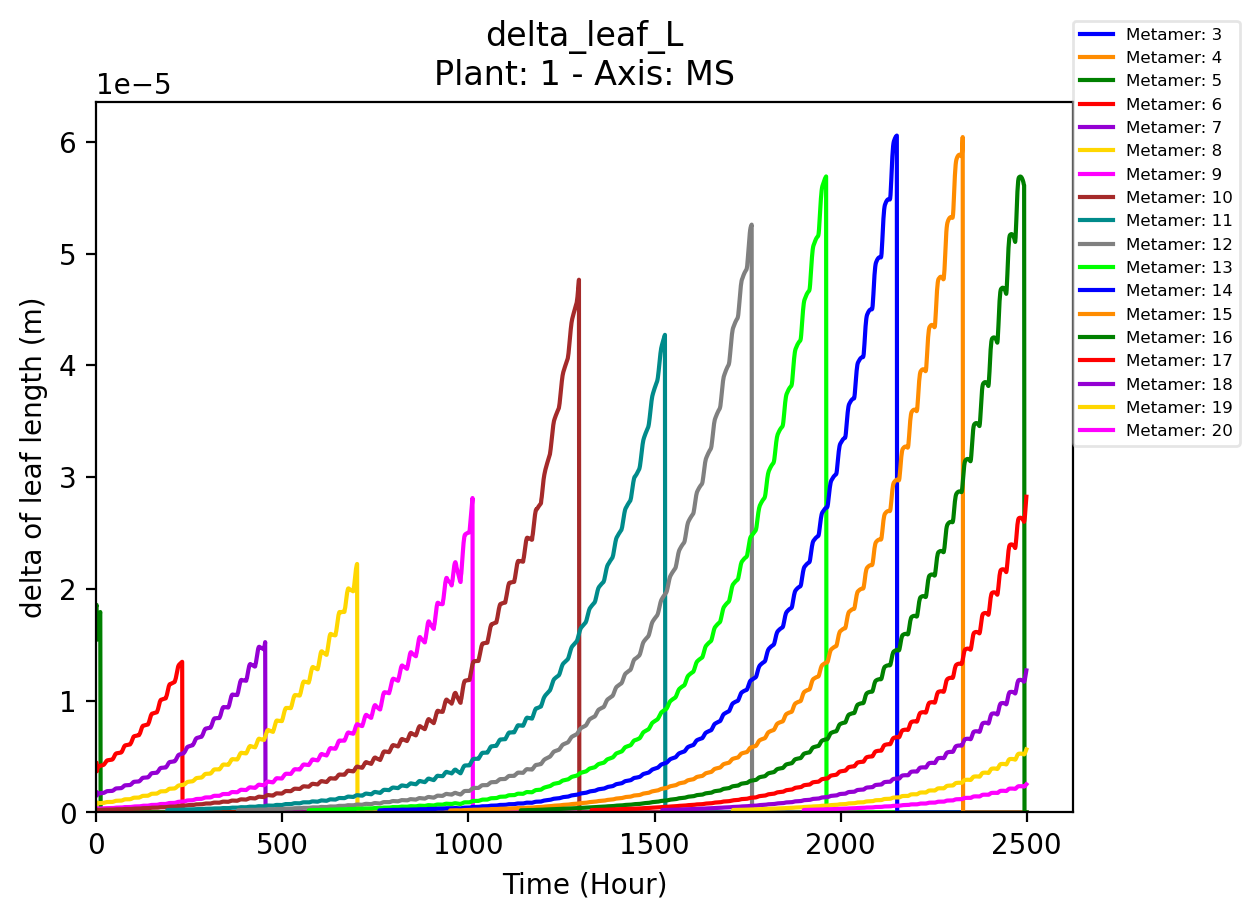 delta_leaf_L
Plant: 1 - Axis: MS
1e−5
6
5
4
3
2
1
0
delta of leaf length (m)
0 500 1000 1500 2000 2500
Time (Hour)
Metamer: 3
Metamer: 4
Metamer: 5
Metamer: 6
Metamer: 7
Metamer: 8
Metamer: 9
Metamer: 10
Metamer: 11
Metamer: 12
Metamer: 13
Metamer: 14
Metamer: 15
Metamer: 16
Metamer: 17
Metamer: 18
Metamer: 19
Metamer: 20